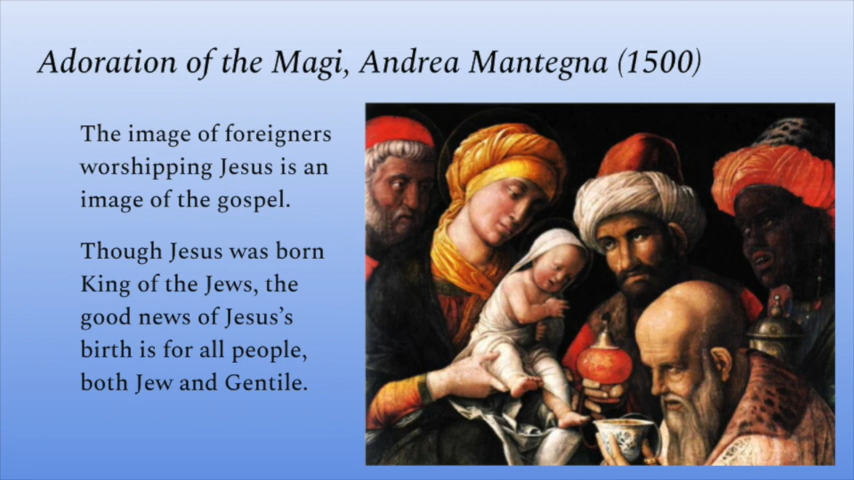 Adoration of the Magi, Andrea Mantegna (1500)
The image of foreigners
worshipping Jesus is an
image of the gospel.
Though Jesus was born
King of the Jews, the
good news of Jesus’s
birth is for all people,
both Jew and Gentile.